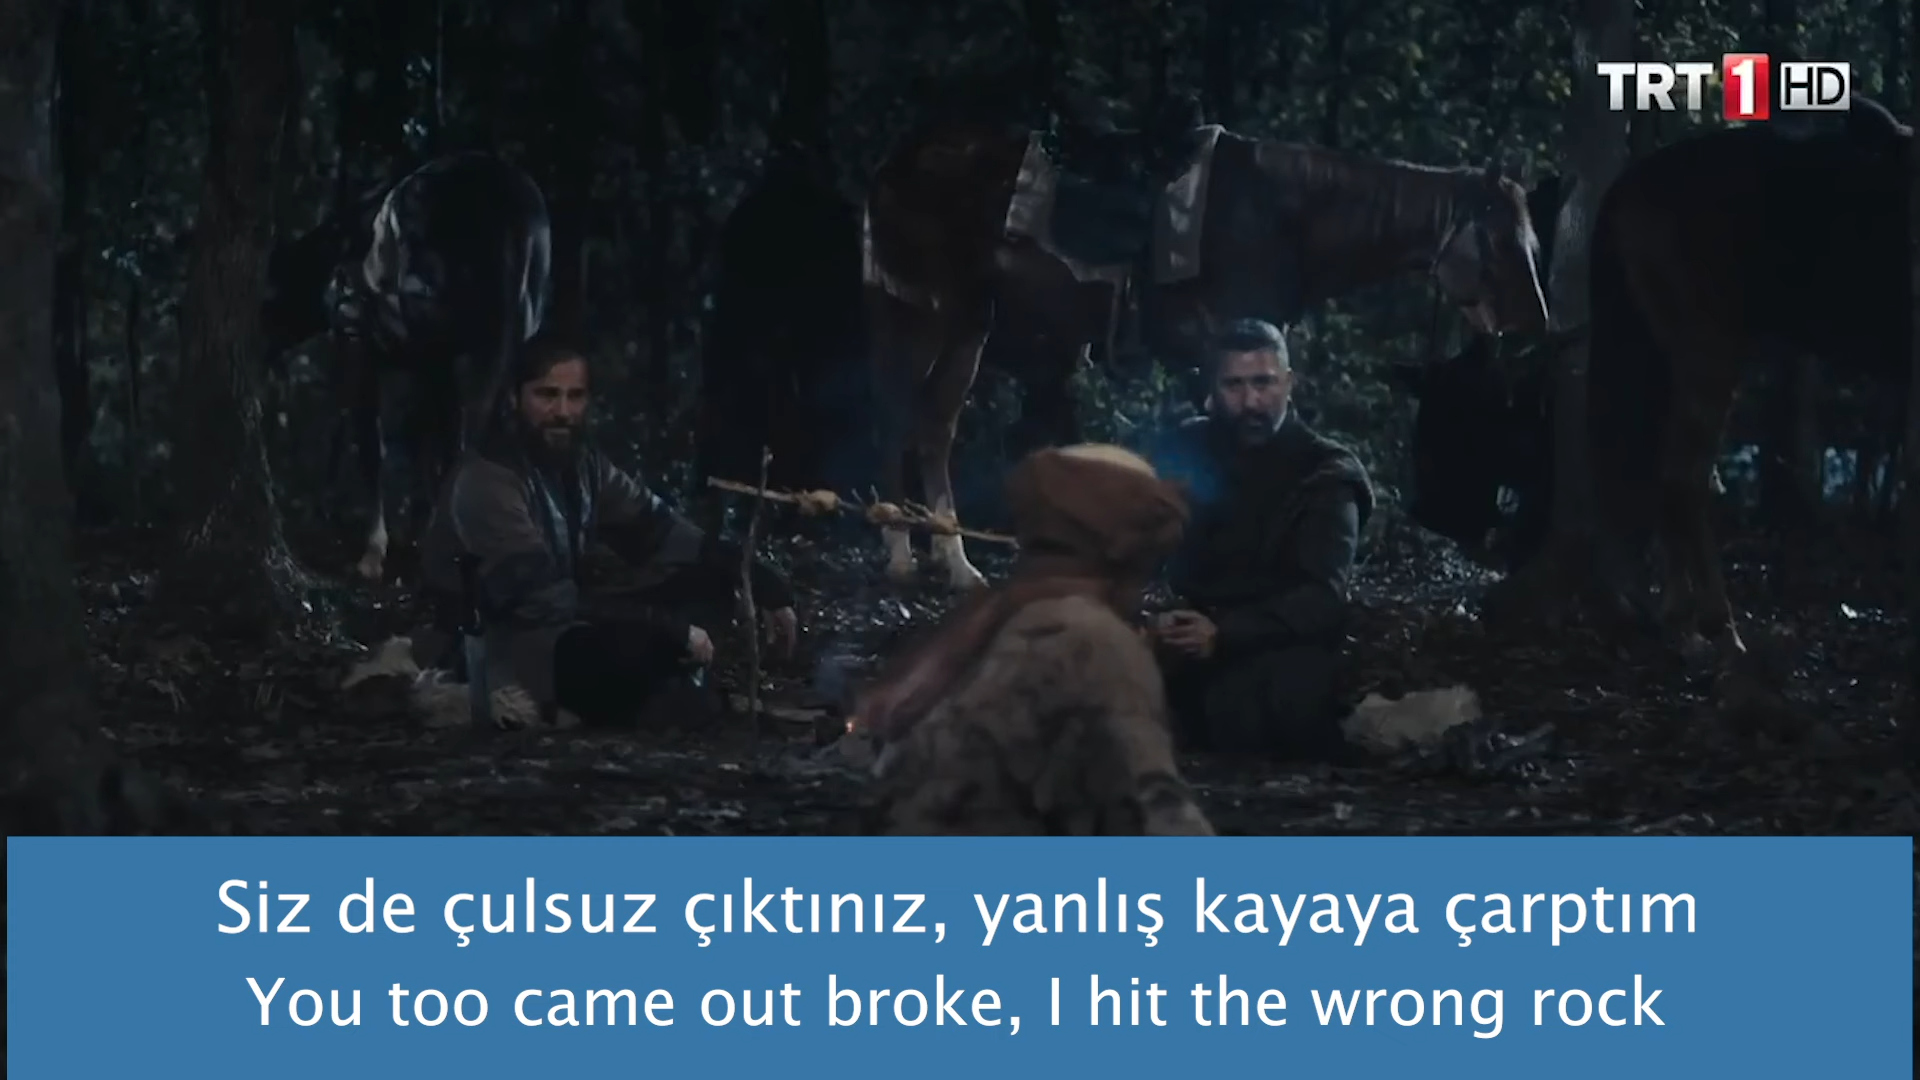 TRT 1 HD
Siz de çulsuz çıktınız, yanlış kayaya çarptım
You too came out broke, I hit the wrong rock